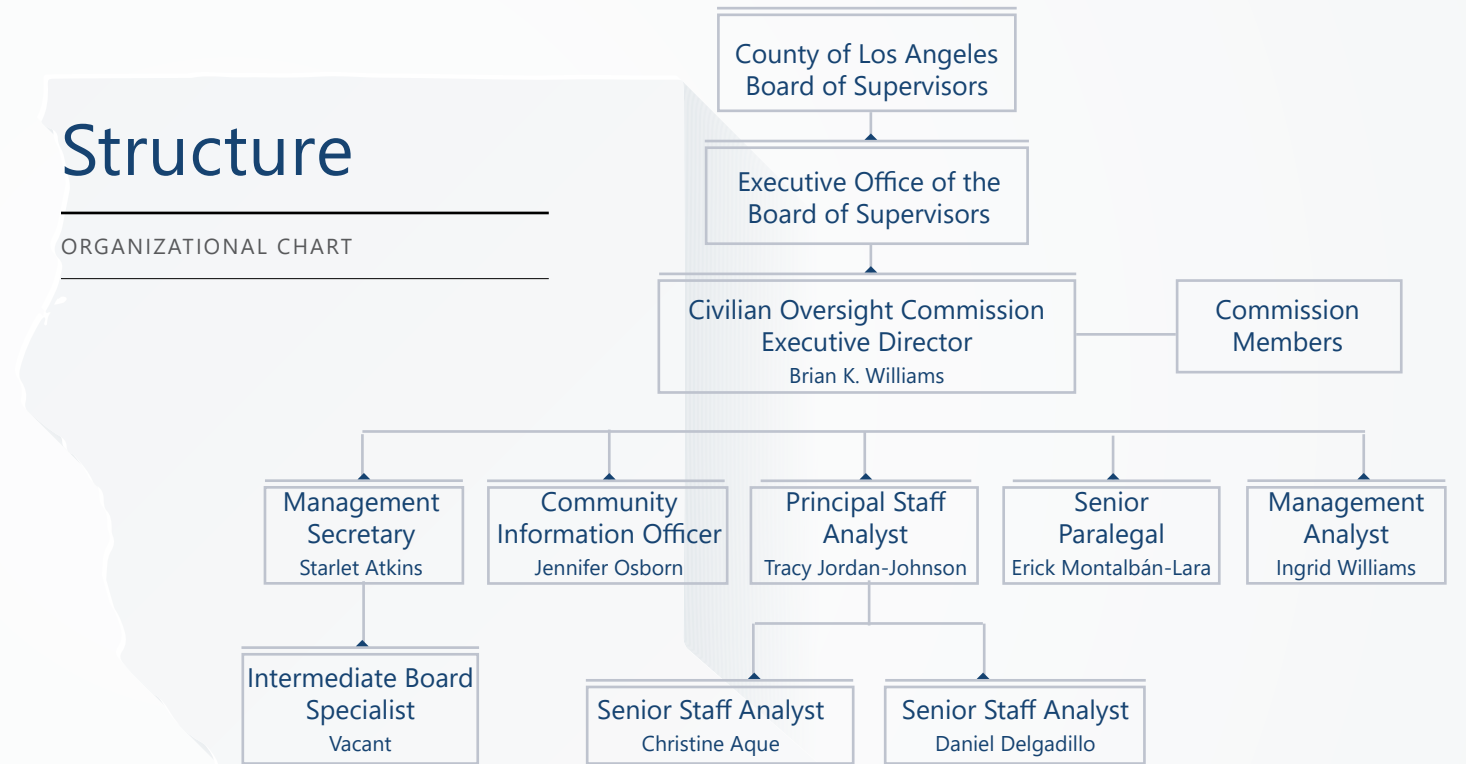 Structure
ORGANIZATIONAL CHART
County of Los Angeles
Board of Supervisors
Executive Office of the
Board of Supervisors
Civilian Oversight Commission
Executive Director
Brian K. Williams
Commission
Members
Management
Secretary
Starlet Atkins
Community
Information Officer
Jennifer Osborn
Principal Staff
Analyst
Tracy Jordan-Johnson
Senior
Paralegal
Erick Montalbán-Lara
Management
Analyst
Ingrid Williams
Intermediate Board
Specialist
Vacant
Senior Staff Analyst
Christine Aque
Senior Staff Analyst
Daniel Delgadillo